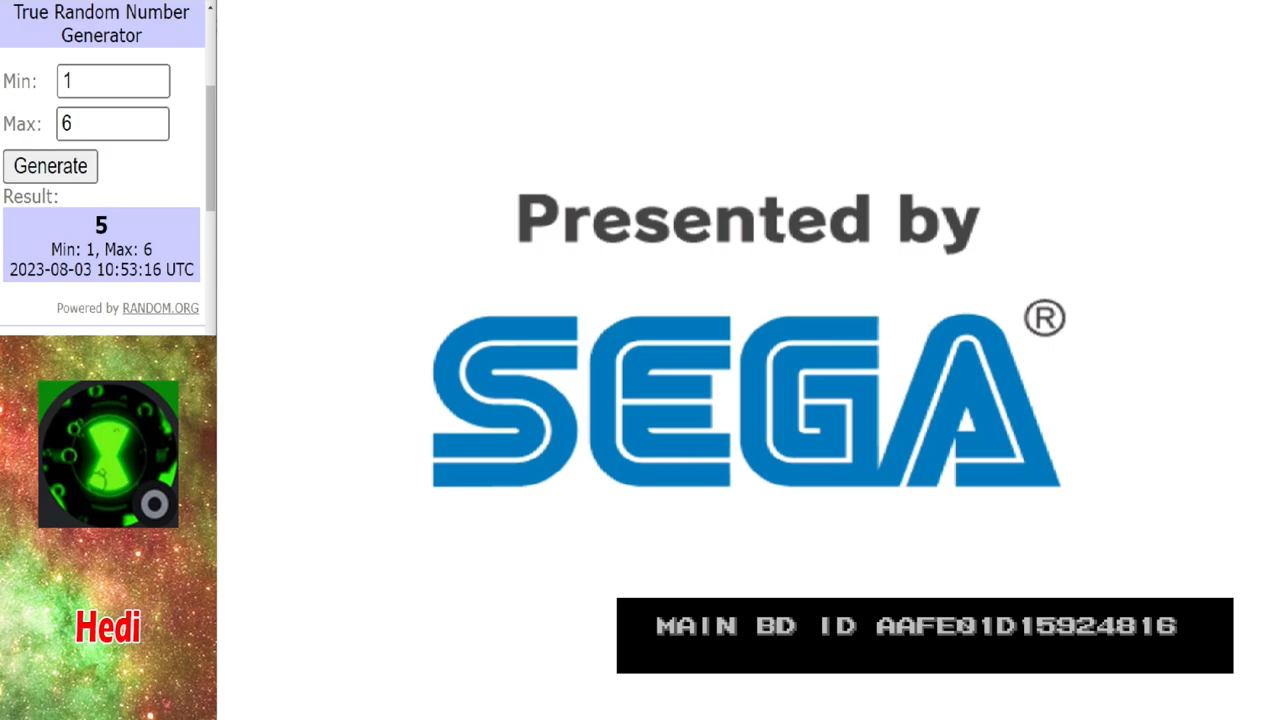 True Random Number
Generator
Min: 1
Max: 6
Generate
Result:
5
Min: 1, Max: 6
2023-08-03 10:53:16 UTC
Powered by RANDOM.ORG
Hedi
Presented by
SEGA®
MAIN BD ID AAFE01D15924816